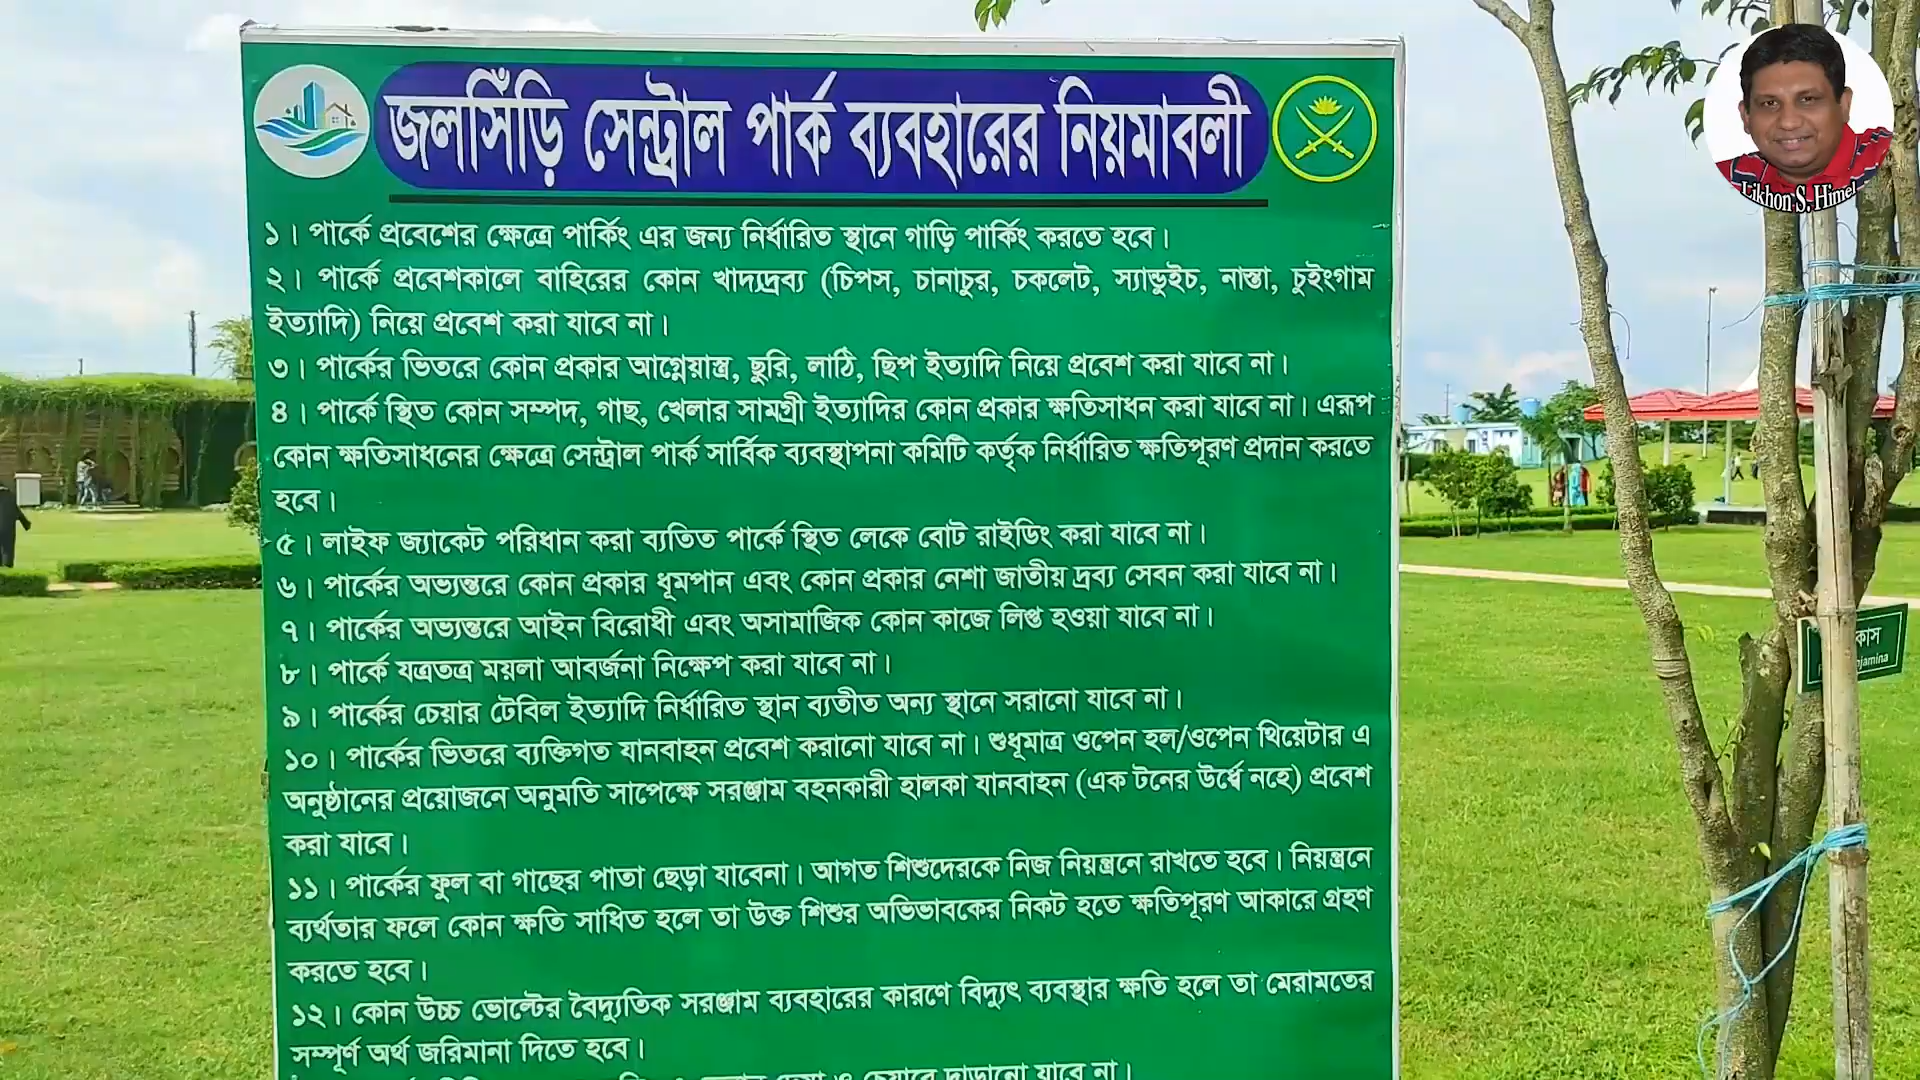 জলসিঁড়ি সেন্ট্রাল পার্ক ব্যবহারের নিয়মাবলী
Likhon S. Himel
১। পার্কে প্রবেশের ক্ষেত্রে পার্কিং এর জন্য নির্ধারিত স্থানে গাড়ি পার্কিং করতে হবে।
২। পার্কে প্রবেশকালে বাহিরের কোন খাদ্যদ্রব্য (চিপস, চানাচুর, চকলেট, স্যান্ডুইচ, নাস্তা, চুইংগাম
ইত্যাদি) নিয়ে প্রবেশ করা যাবে না।
৩। পার্কের ভিতরে কোন প্রকার আগ্নেয়াস্ত্র, ছুরি, লাঠি, ছিপ ইত্যাদি নিয়ে প্রবেশ করা যাবে না।
৪। পার্কে স্থিত কোন সম্পদ, গাছ, খেলার সামগ্রী ইত্যাদির কোন প্রকার ক্ষতিসাধন করা যাবে না। এরূপ
কোন ক্ষতিসাধনের ক্ষেত্রে সেন্ট্রাল পার্ক সার্বিক ব্যবস্থাপনা কমিটি কর্তৃক নির্ধারিত ক্ষতিপূরণ প্রদান করতে
হবে।
৫। লাইফ জ্যাকেট পরিধান করা ব্যতিত পার্কে স্থিত লেকে বোট রাইডিং করা যাবে না।
৬। পার্কের অভ্যন্তরে কোন প্রকার ধূমপান এবং কোন প্রকার নেশা জাতীয় দ্রব্য সেবন করা যাবে না।
৭। পার্কের অভ্যন্তরে আইন বিরোধী এবং অসামাজিক কোন কাজে লিপ্ত হওয়া যাবে না।
৮। পার্কে যত্রতত্র ময়লা আবর্জনা নিক্ষেপ করা যাবে না।
৯। পার্কের চেয়ার টেবিল ইত্যাদি নির্ধারিত স্থান ব্যতীত অন্য স্থানে সরানো যাবে না।
১০। পার্কের ভিতরে ব্যক্তিগত যানবাহন প্রবেশ করানো যাবে না। শুধুমাত্র ওপেন হল/ওপেন থিয়েটার এ
অনুষ্ঠানের প্রয়োজনে অনুমতি সাপেক্ষে সরঞ্জাম বহনকারী হালকা যানবাহন (এক টনের উর্ধ্বে নহে) প্রবেশ
করা যাবে।
১১। পার্কের ফুল বা গাছের পাতা ছেড়া যাবেনা। আগত শিশুদেরকে নিজ নিয়ন্ত্রনে রাখতে হবে। নিয়ন্ত্রনে
ব্যর্থতার ফলে কোন ক্ষতি সাধিত হলে তা উক্ত শিশুর অভিভাবকের নিকট হতে ক্ষতিপূরণ আকারে গ্রহণ
করতে হবে।
১২। কোন উচ্চ ভোল্টের বৈদ্যুতিক সরঞ্জাম ব্যবহারের কারণে বিদ্যুৎ ব্যবস্থার ক্ষতি হলে তা মেরামতের
সম্পূর্ণ অর্থ জরিমানা দিতে হবে।
ও চেয়ারে দাড়ানো যাবে না।